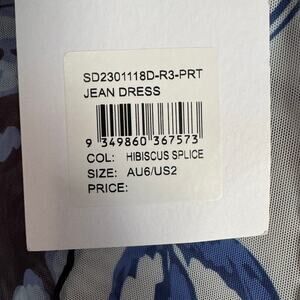 SD2301118D-R3-PRT
JEAN DRESS
9 349860 367573
COL: HIBISCUS SPLICE
SIZE: AU6/US2
PRICE: